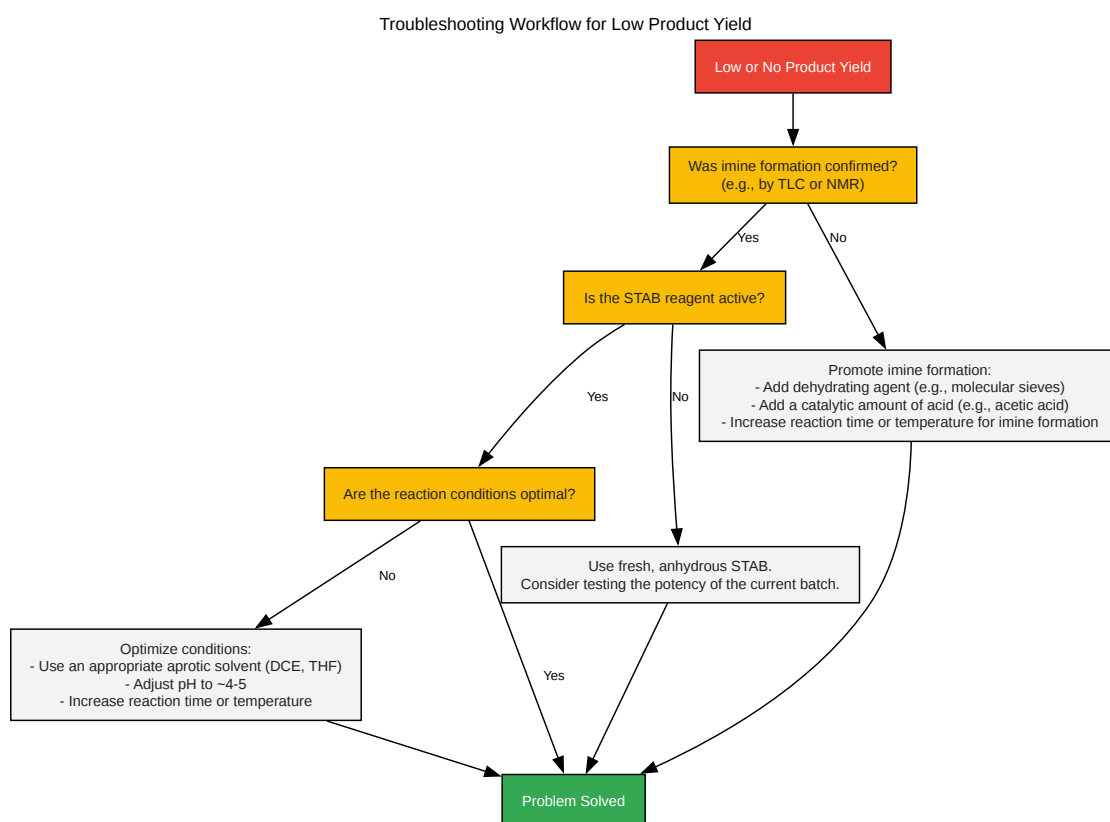 Troubleshooting Workflow for Low Product Yield
Low or No Product Yield
Was imine formation confirmed?
(e.g., by TLC or NMR)
Yes
No
Is the STAB reagent active?
Promote imine formation:
- Add dehydrating agent (e.g., molecular sieves)
- Add a catalytic amount of acid (e.g., acetic acid)
- Increase reaction time or temperature for imine formation
Yes
No
Are the reaction conditions optimal?
Use fresh, anhydrous STAB.
Consider testing the potency of the current batch.
No
Optimize conditions:
- Use an appropriate aprotic solvent (DCE, THF)
- Adjust pH to ~4-5
- Increase reaction time or temperature
Yes
Problem Solved